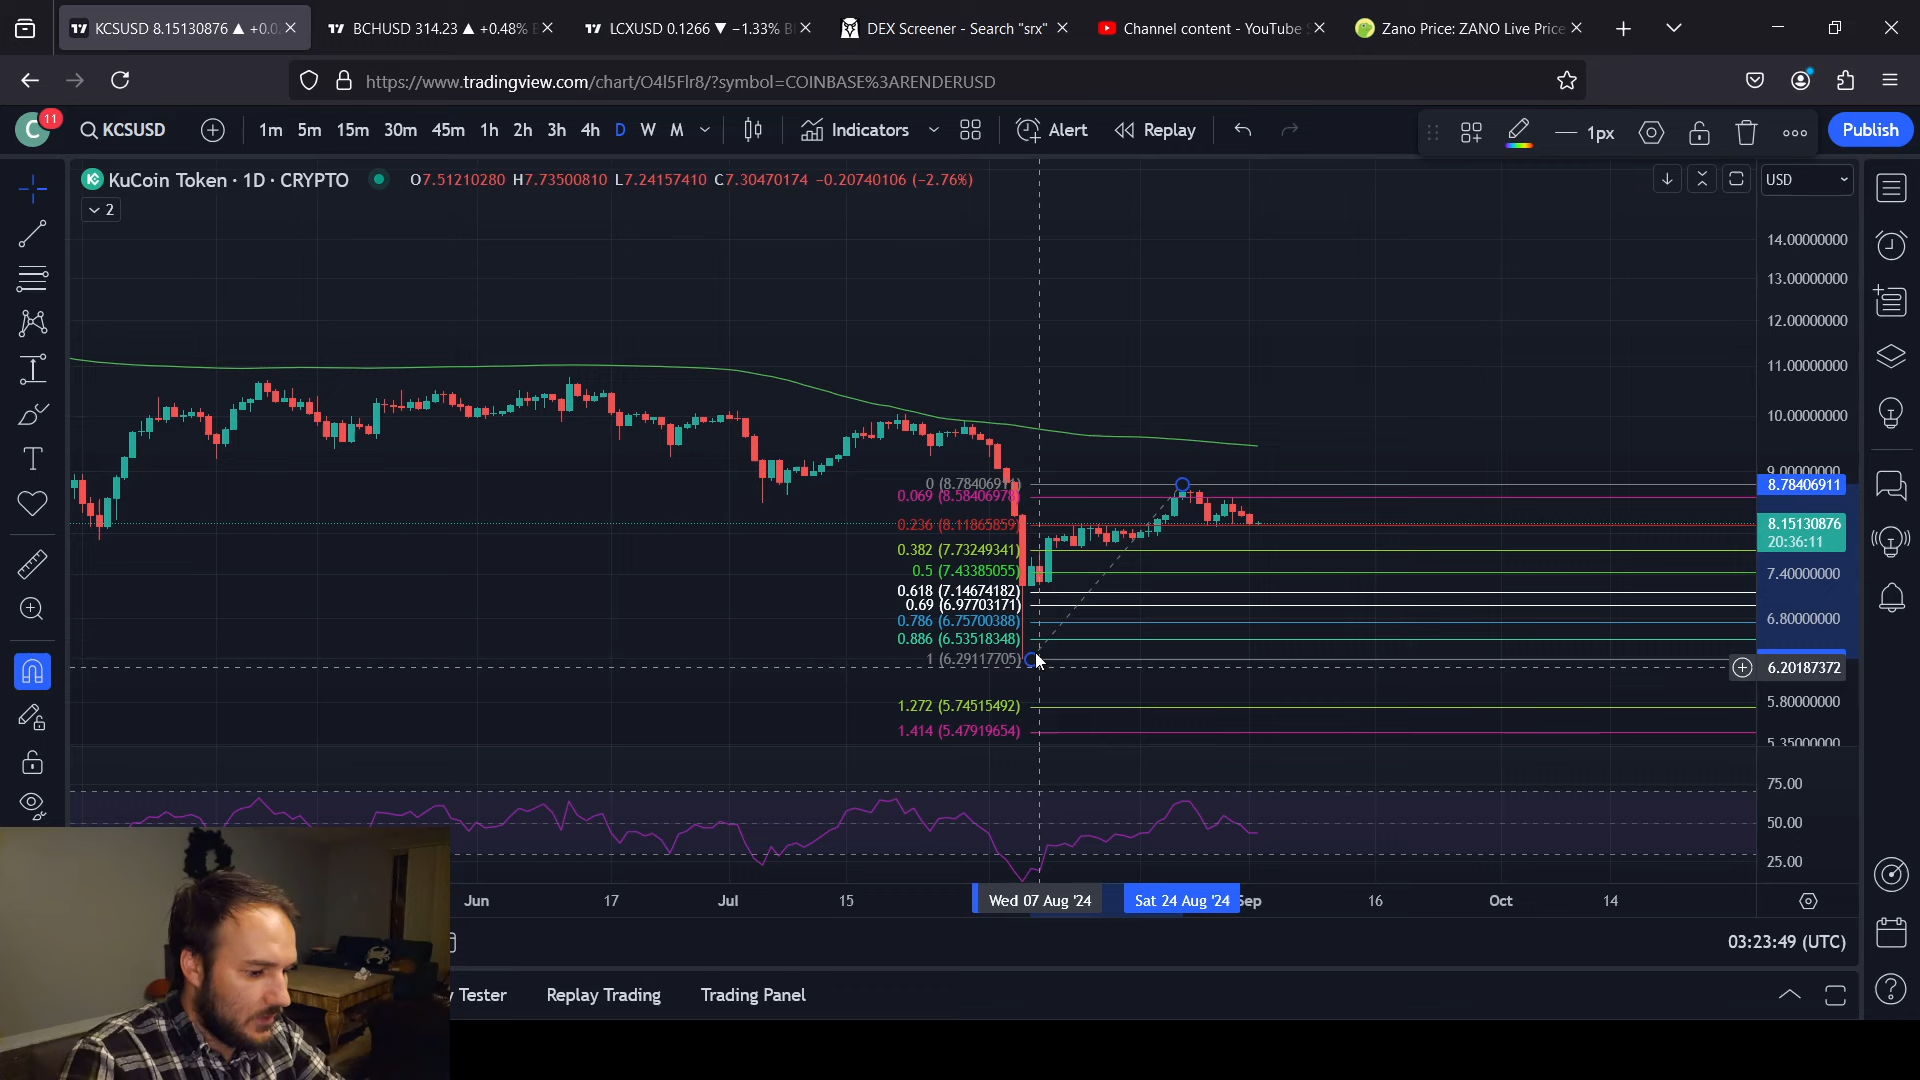 KCSUSD 8.15130876 ▲ +0.0
BCHUSD 314.23 ▲ +0.48%
LCXUSD 0.1266 ▼ −1.33%
DEX Screener - Search "srx"
Channel content - YouTube
Zano Price: ZANO Live Price
https://www.tradingview.com/chart/O4l5Flr8/?symbol=COINBASE%3ARENDERUSD
C 11
KCSUSD
1m 5m 15m 30m 45m 1h 2h 3h 4h D W M
Indicators
Alert
Replay
1px
Publish
KuCoin Token · 1D · CRYPTO
O7.51210280 H7.73500810 L7.24157410 C7.30470174 −0.20740106 (−2.76%)
USD
2
14.00000000
13.00000000
12.00000000
11.00000000
10.00000000
9.00000000
0 (8.78406911)
8.78406911
0.069 (8.58406978)
0.236 (8.11865859)
8.15130876
20:36:11
0.382 (7.73249341)
0.5 (7.43385055)
7.40000000
0.618 (7.14674182)
0.69 (6.97703171)
0.786 (6.75700388)
6.80000000
0.886 (6.53518348)
1 (6.29117705)
6.20187372
1.272 (5.74515492)
5.80000000
1.414 (5.47919654)
5.35000000
75.00
50.00
25.00
Jun 17 Jul 15 Wed 07 Aug '24 Sat 24 Aug '24 Sep 16 Oct 14
03:23:49 (UTC)
Tester
Replay Trading
Trading Panel